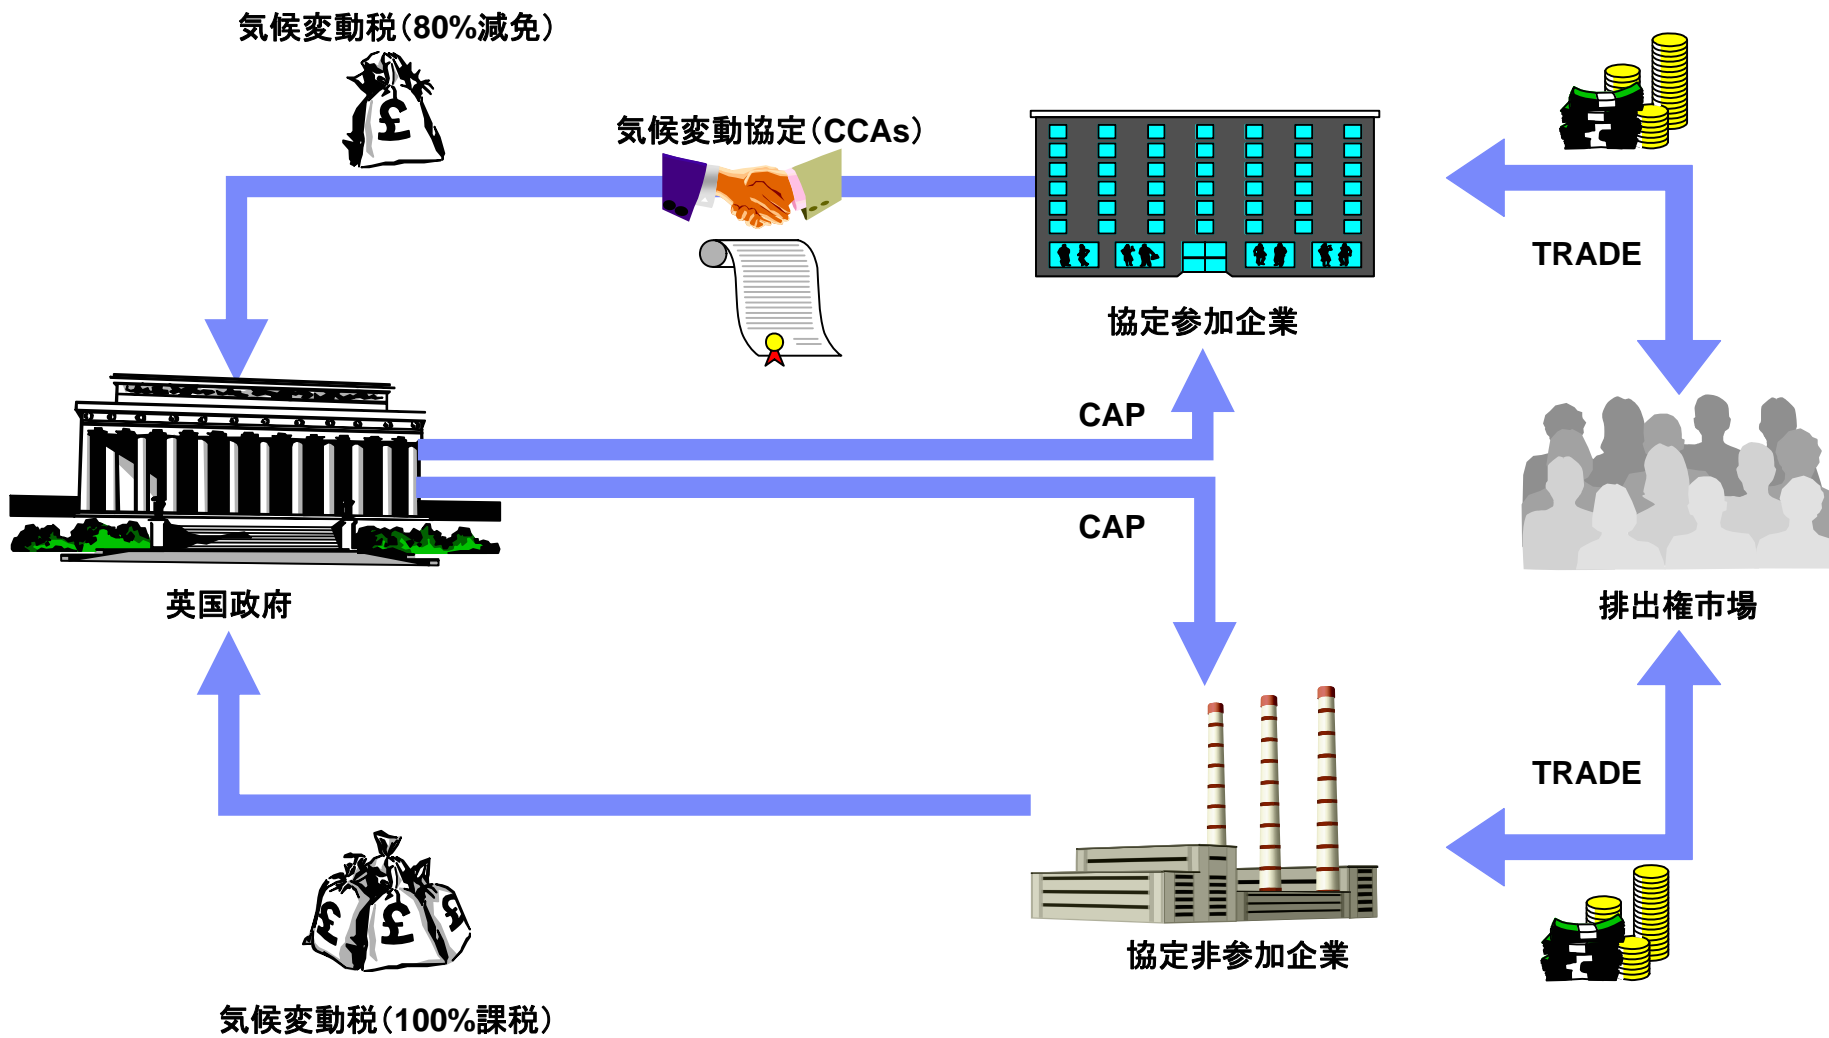 気候変動税(80%減免)
気候変動協定(CCAs)
TRADE
協定参加企業
CAP
CAP
英国政府
排出権市場
TRADE
協定非参加企業
気候変動税(100%課税)
£
£
£
£